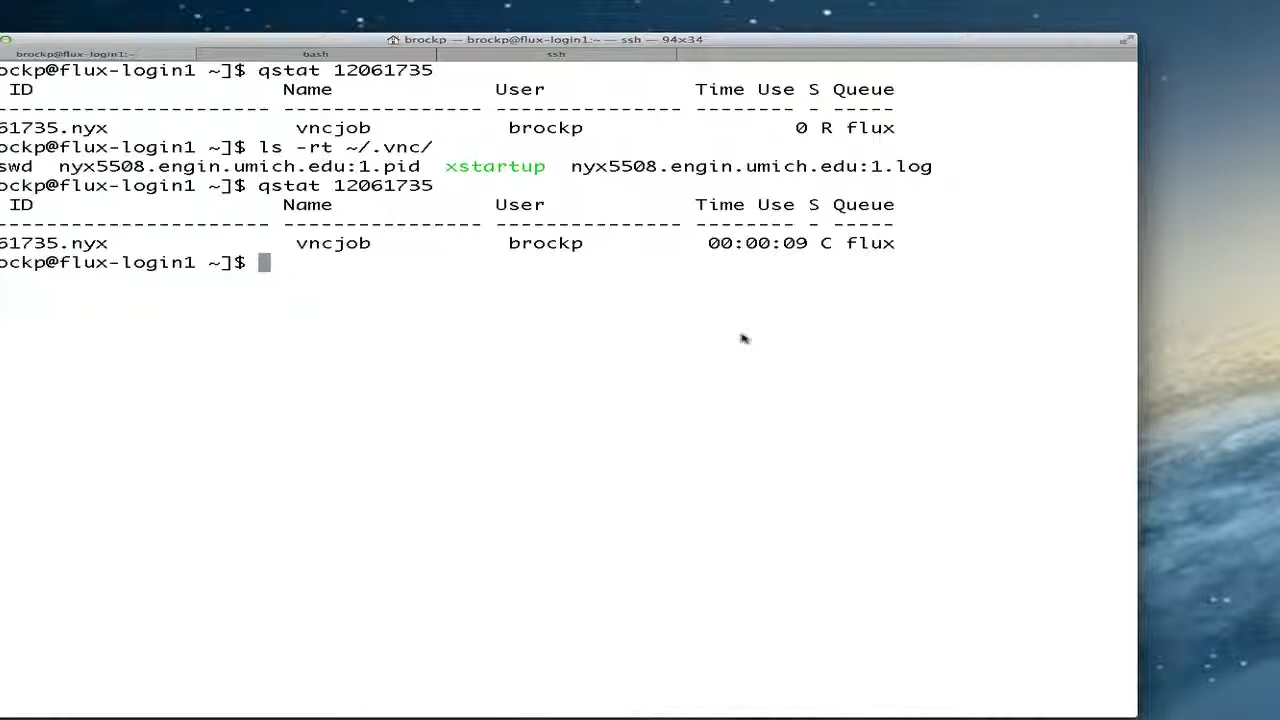 brockp — brockp@flux-login1:~ — ssh — 94×34
brockp@flux-login1:~ bash ssh
ockp@flux-login1 ~]$ qstat 12061735
ID Name User Time Use S Queue
---------------------- ---------------- --------------- -------- - -----
61735.nyx vncjob brockp 0 R flux
ockp@flux-login1 ~]$ ls -rt ~/.vnc/
swd nyx5508.engin.umich.edu:1.pid xstartup nyx5508.engin.umich.edu:1.log
ockp@flux-login1 ~]$ qstat 12061735
ID Name User Time Use S Queue
---------------------- ---------------- --------------- -------- - -----
61735.nyx vncjob brockp 00:00:09 C flux
ockp@flux-login1 ~]$